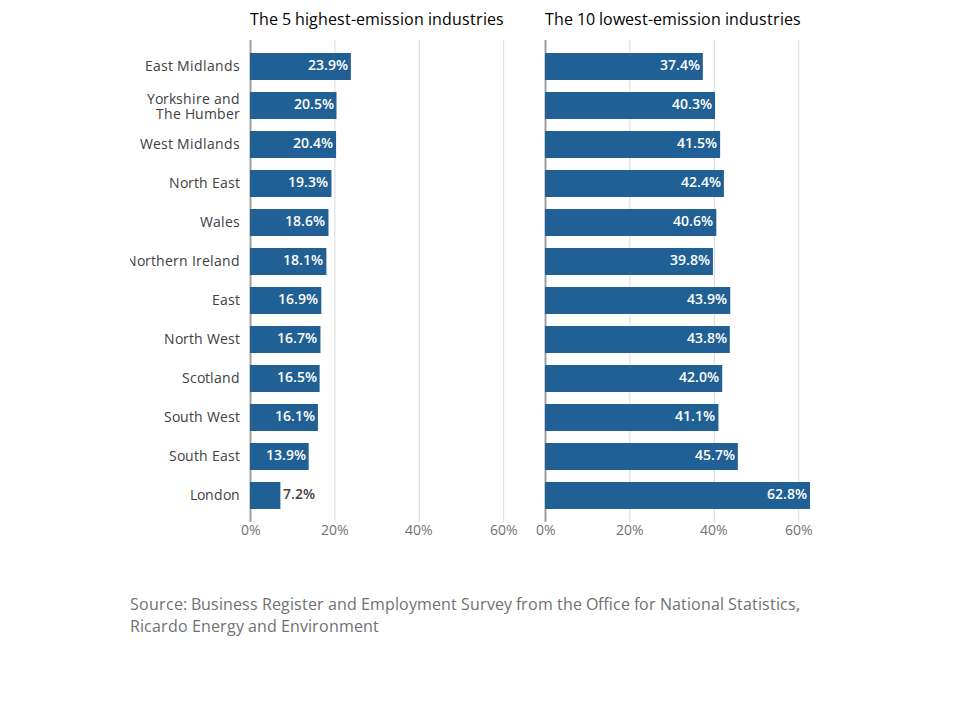 The 5 highest-emission industries The 10 lowest-emission industries
East Midlands 23.9% 37.4%
Yorkshire and
The Humber 20.5% 40.3%
West Midlands 20.4% 41.5%
North East 19.3% 42.4%
Wales 18.6% 40.6%
Northern Ireland 18.1% 39.8%
East 16.9% 43.9%
North West 16.7% 43.8%
Scotland 16.5% 42.0%
South West 16.1% 41.1%
South East 13.9% 45.7%
London 7.2% 62.8%
0% 20% 40% 60% 0% 20% 40% 60%
Source: Business Register and Employment Survey from the Office for National Statistics,
Ricardo Energy and Environment